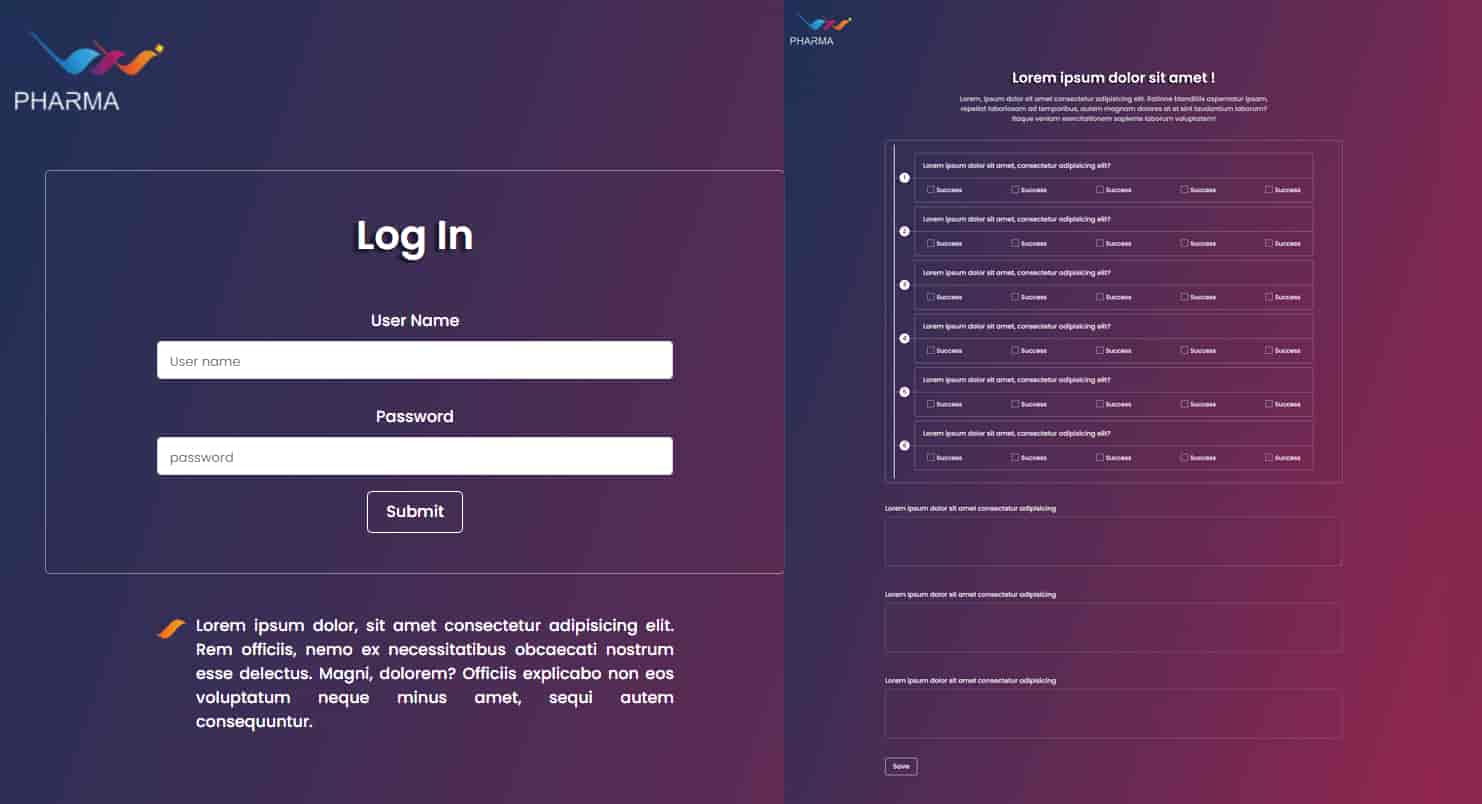 PHARMA
Log In
User Name
User name
Password
password
Submit
Lorem ipsum dolor, sit amet consectetur adipisicing elit.
Rem officiis, nemo ex necessitatibus obcaecati nostrum
esse delectus. Magni, dolorem? Officiis explicabo non eos
voluptatum neque minus amet, sequi autem
consequuntur.
PHARMA
Lorem ipsum dolor sit amet !
Lorem, ipsum dolor sit amet consectetur adipisicing elit. Ratione blanditiis aspernatur ipsam,
repellat laboriosam ad temporibus, autem magnam dolores at et sint laudantium laborum?
Itaque veniam exercitationem sapiente laborum voluptatem!
1
Lorem ipsum dolor sit amet, consectetur adipisicing elit?
Success Success Success Success Success
2
Lorem ipsum dolor sit amet, consectetur adipisicing elit?
Success Success Success Success Success
3
Lorem ipsum dolor sit amet, consectetur adipisicing elit?
Success Success Success Success Success
4
Lorem ipsum dolor sit amet, consectetur adipisicing elit?
Success Success Success Success Success
5
Lorem ipsum dolor sit amet, consectetur adipisicing elit?
Success Success Success Success Success
6
Lorem ipsum dolor sit amet, consectetur adipisicing elit?
Success Success Success Success Success
Lorem ipsum dolor sit amet consectetur adipisicing
Lorem ipsum dolor sit amet consectetur adipisicing
Lorem ipsum dolor sit amet consectetur adipisicing
Save